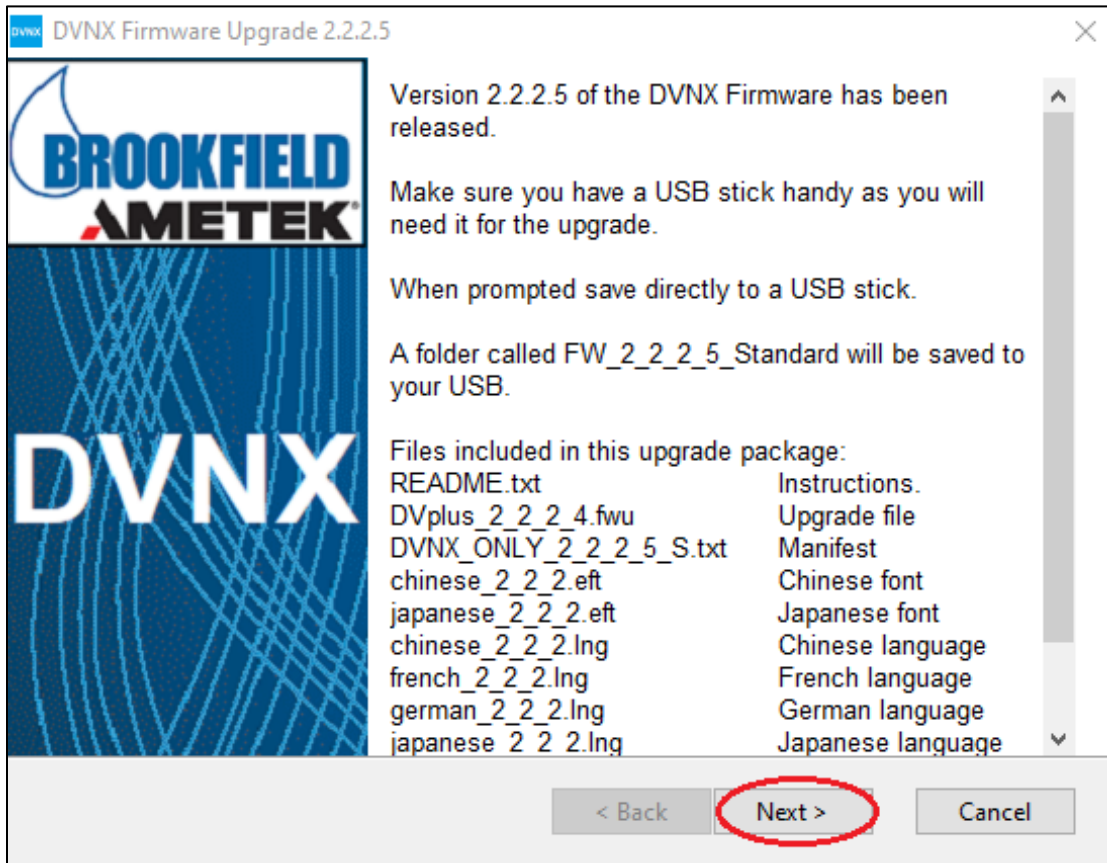 DVNX DVNX Firmware Upgrade 2.2.2.5
BROOKFIELD
AMETEK®
DVNX
Version 2.2.2.5 of the DVNX Firmware has been
released.
Make sure you have a USB stick handy as you will
need it for the upgrade.
When prompted save directly to a USB stick.
A folder called FW_2_2_2_5_Standard will be saved to
your USB.
Files included in this upgrade package:
README.txt Instructions.
DVplus_2_2_2_4.fwu Upgrade file
DVNX_ONLY_2_2_2_5_S.txt Manifest
chinese_2_2_2.eft Chinese font
japanese_2_2_2.eft Japanese font
chinese_2_2_2.lng Chinese language
french_2_2_2.lng French language
german_2_2_2.lng German language
japanese_2_2_2.lng Japanese language
< Back Next > Cancel